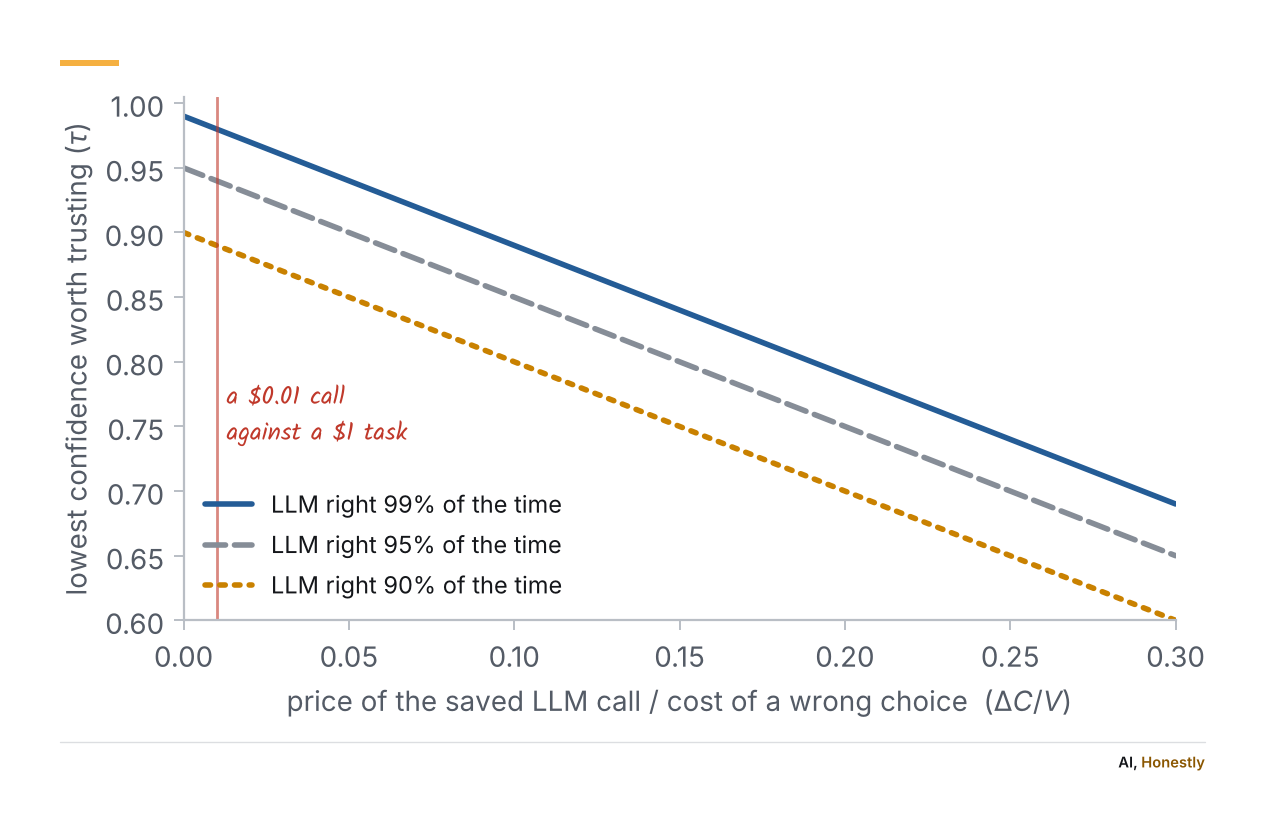 lowest confidence worth trusting (τ)
1.00
0.95
0.90
0.85
0.80
0.75
0.70
0.65
0.60
a $0.01 call
against a $1 task
LLM right 99% of the time
LLM right 95% of the time
LLM right 90% of the time
0.00 0.05 0.10 0.15 0.20 0.25 0.30
price of the saved LLM call / cost of a wrong choice (ΔC/V)
AI, Honestly